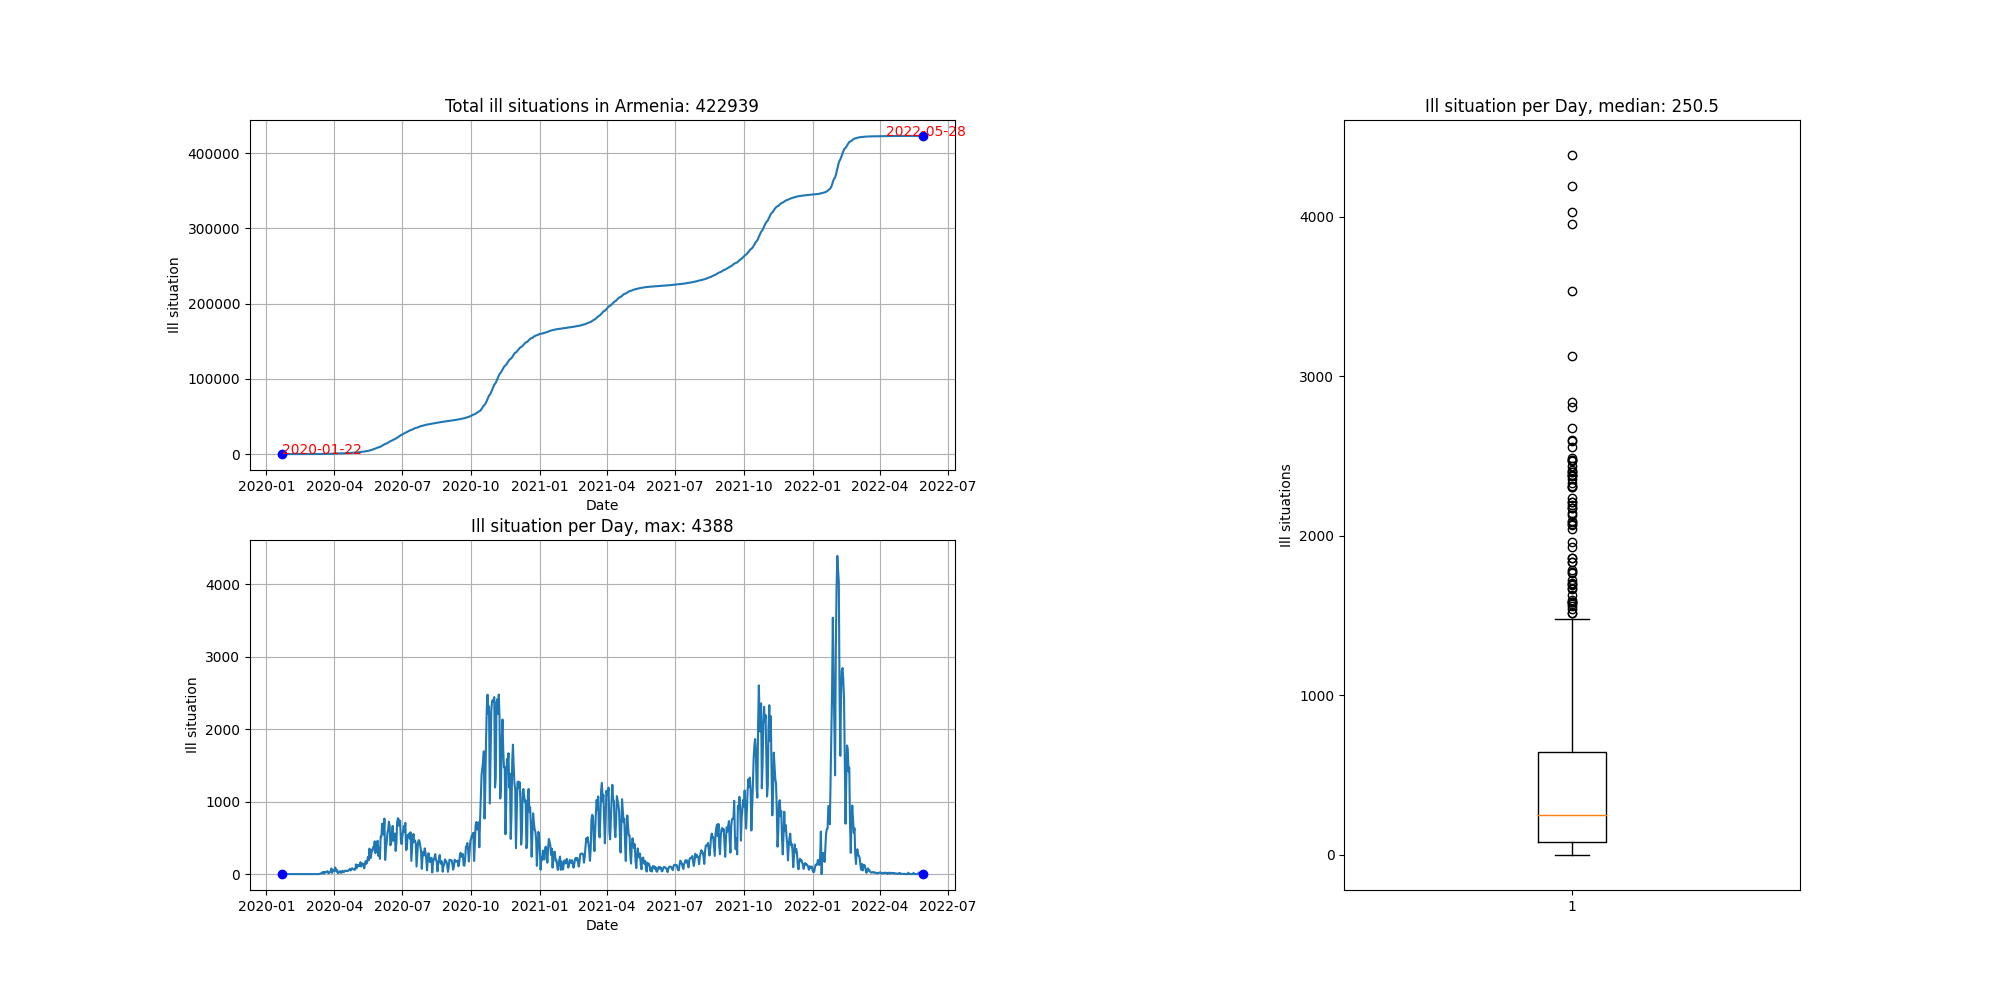 Total ill situations in Armenia: 422939
Ill situation
400000
300000
200000
100000
0
2020-01-22
2022-05-28
2020-01 2020-04 2020-07 2020-10 2021-01 2021-04 2021-07 2021-10 2022-01 2022-04 2022-07
Date
Ill situation per Day, max: 4388
Ill situation
4000
3000
2000
1000
0
2020-01 2020-04 2020-07 2020-10 2021-01 2021-04 2021-07 2021-10 2022-01 2022-04 2022-07
Date
Ill situation per Day, median: 250.5
Ill situations
4000
3000
2000
1000
0
1